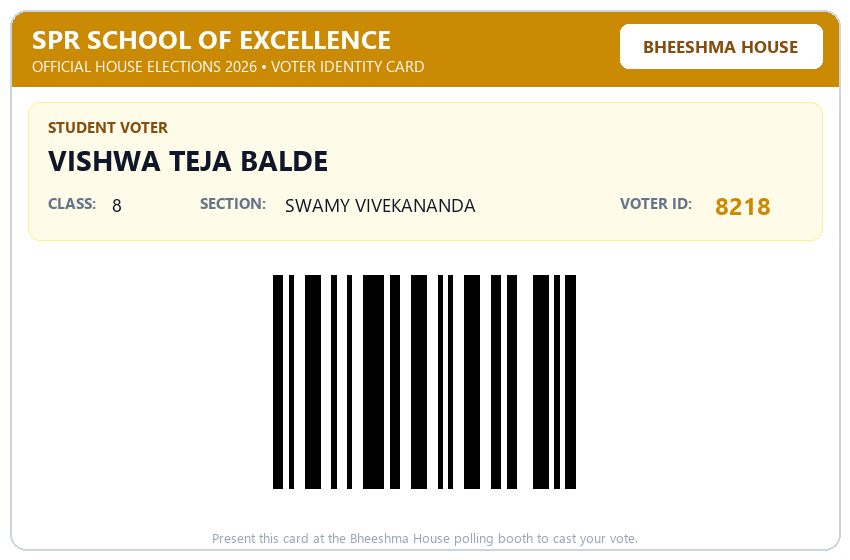 SPR SCHOOL OF EXCELLENCE
OFFICIAL HOUSE ELECTIONS 2026 • VOTER IDENTITY CARD
BHEESHMA HOUSE
STUDENT VOTER
VISHWA TEJA BALDE
CLASS: 8 SECTION: SWAMY VIVEKANANDA VOTER ID: 8218
Present this card at the Bheeshma House polling booth to cast your vote.